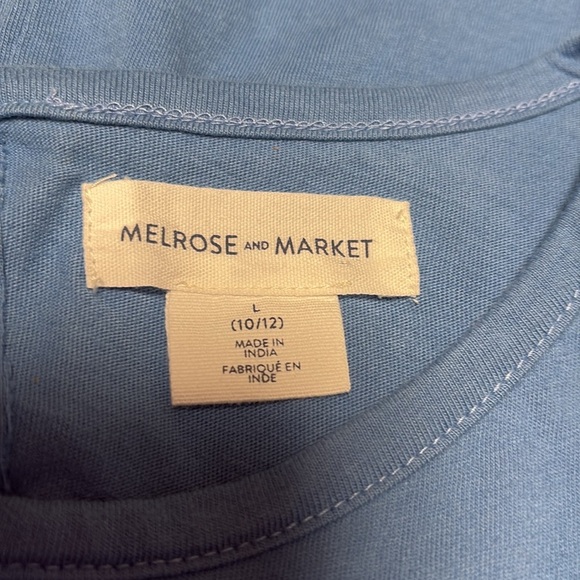 MELROSE AND MARKET
L
(10/12)
MADE IN
INDIA
FABRIQUÉ EN
INDE